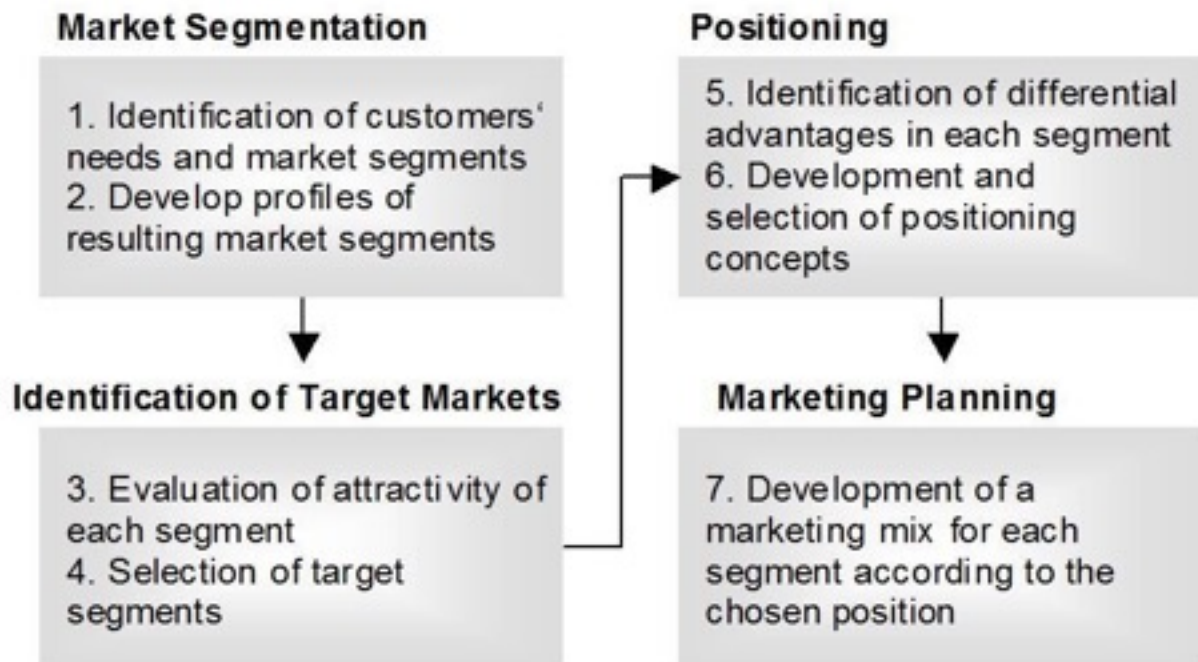 Market Segmentation
1. Identification of customers‘
needs and market segments
2. Develop profiles of
resulting market segments
Identification of Target Markets
3. Evaluation of attractivity of
each segment
4. Selection of target
segments
Positioning
5. Identification of differential
advantages in each segment
6. Development and
selection of positioning
concepts
Marketing Planning
7. Development of a
marketing mix for each
segment according to the
chosen position